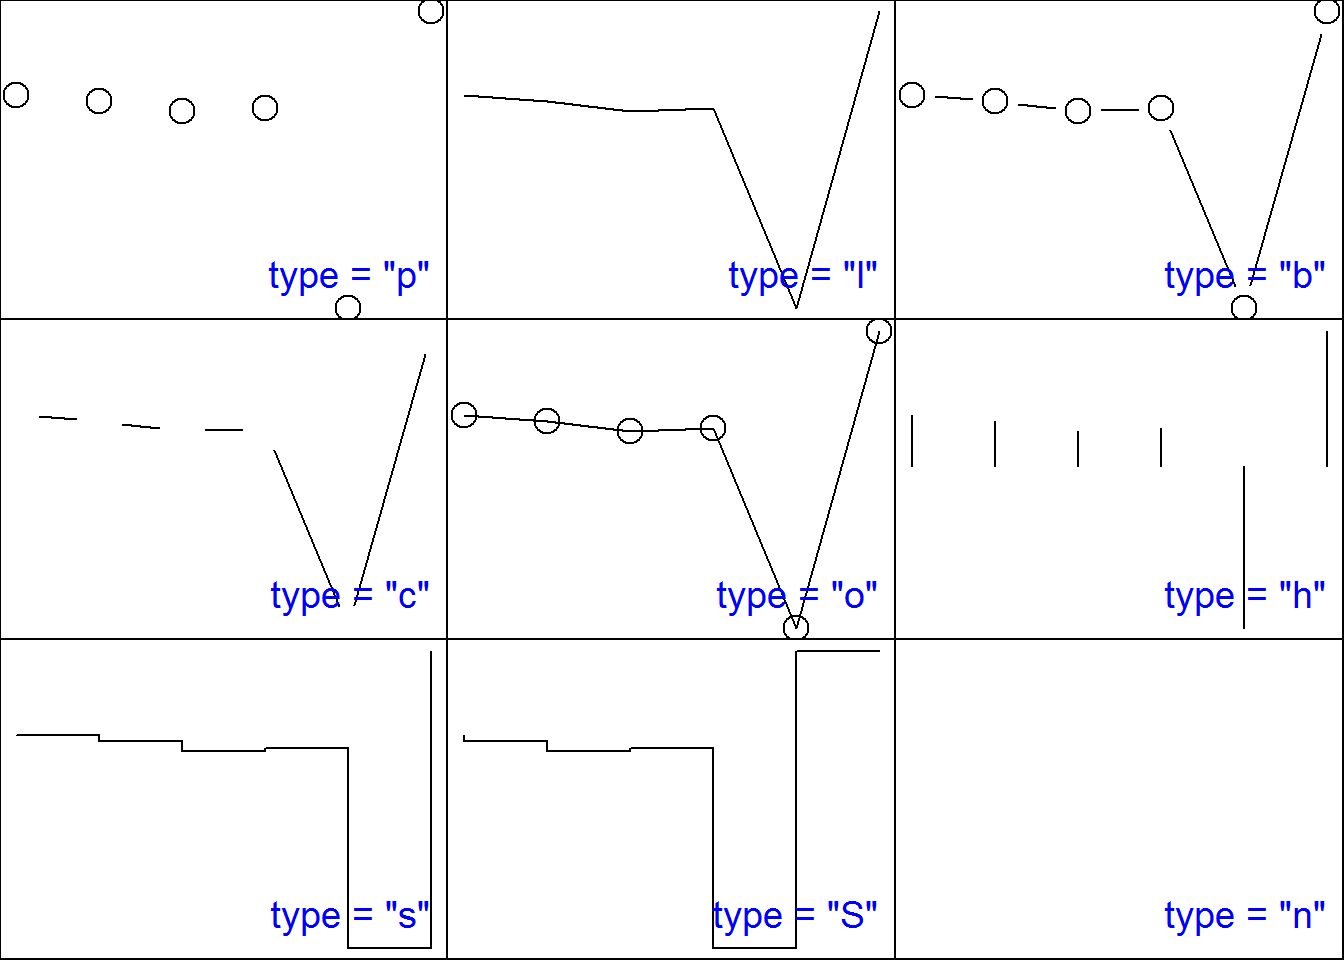 type = "p"
type = "l"
type = "b"
type = "c"
type = "o"
type = "h"
type = "s"
type = "S"
type = "n"